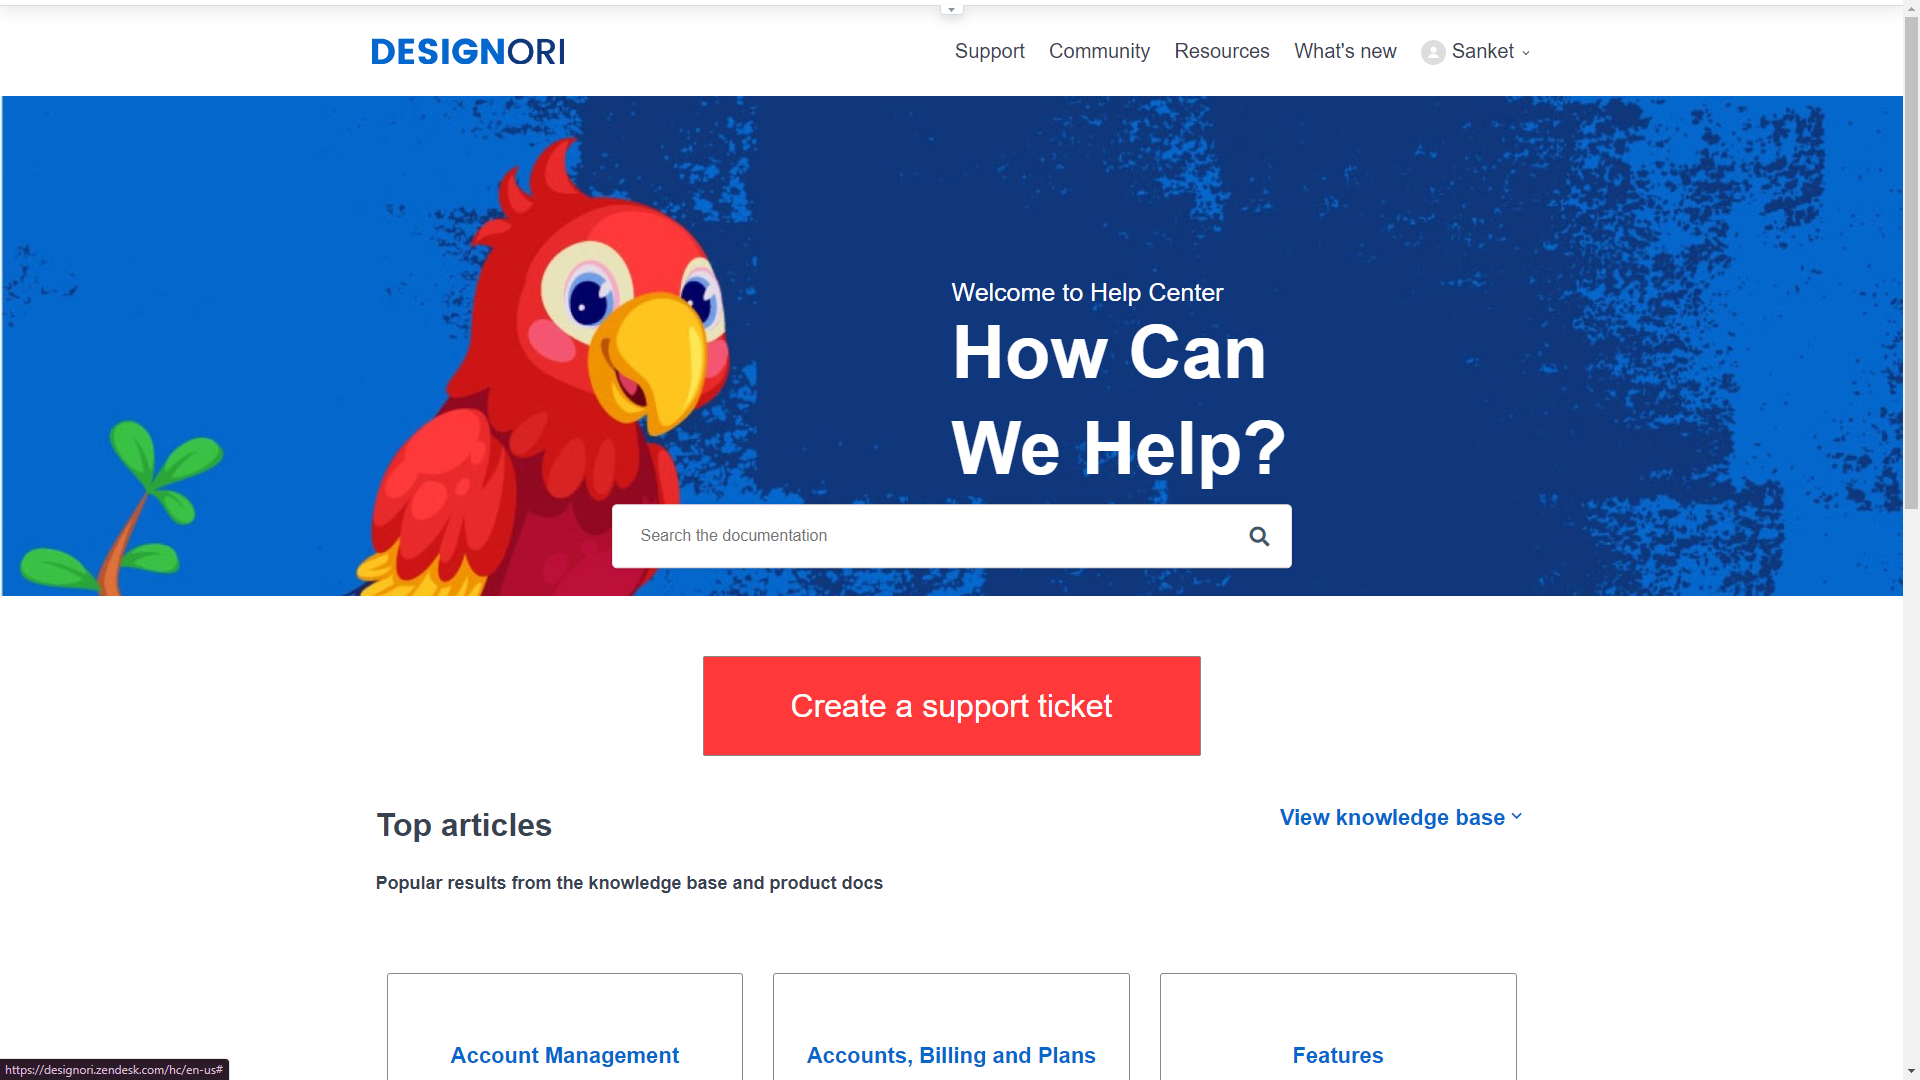 DESIGNORI
Support Community Resources What's new Sanket
Welcome to Help Center
How Can
We Help?
Search the documentation
Create a support ticket
Top articles
View knowledge base
Popular results from the knowledge base and product docs
Account Management
Accounts, Billing and Plans
Features
https://designori.zendesk.com/hc/en-us#